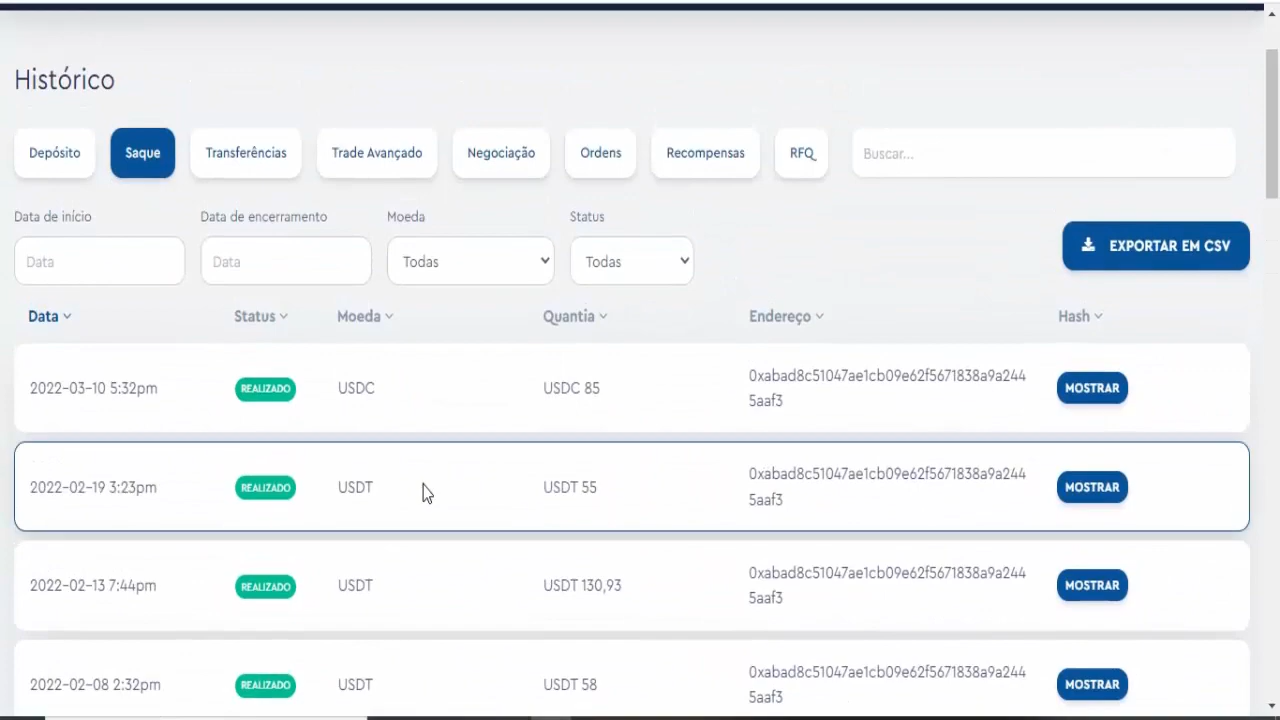 Histórico
Depósito Saque Transferências Trade Avançado Negociação Ordens Recompensas RFQ Buscar...
Data de início Data de encerramento Moeda Status
Data Data Todas Todas EXPORTAR EM CSV
Data Status Moeda Quantia Endereço Hash
2022-03-10 5:32pm REALIZADO USDC USDC 85 0xabad8c51047ae1cb09e62f5671838a9a244 MOSTRAR
5aaf3
2022-02-19 3:23pm REALIZADO USDT USDT 55 0xabad8c51047ae1cb09e62f5671838a9a244 MOSTRAR
5aaf3
2022-02-13 7:44pm REALIZADO USDT USDT 130,93 0xabad8c51047ae1cb09e62f5671838a9a244 MOSTRAR
5aaf3
2022-02-08 2:32pm REALIZADO USDT USDT 58 0xabad8c51047ae1cb09e62f5671838a9a244 MOSTRAR
5aaf3